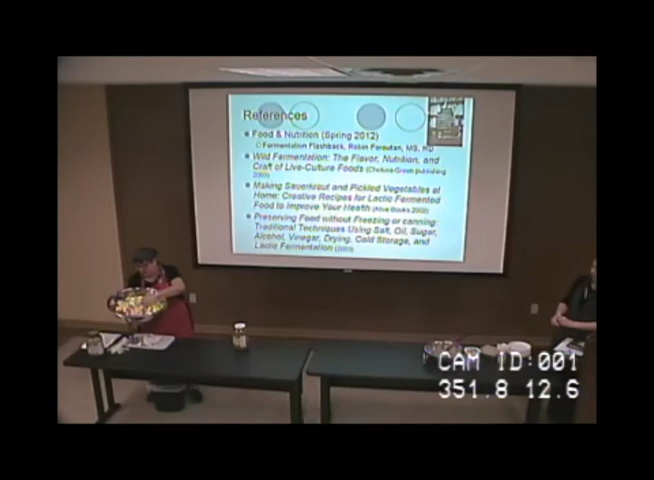 References
Food & Nutrition (Spring 2012)
Fermentation Flashback, Robin Foroutan, MS, RD
Wild Fermentation: The Flavor, Nutrition, and
Craft of Live-Culture Foods (Chelsea Green publishing
2003)
Making Sauerkraut and Pickled Vegetables at
Home: Creative Recipes for Lactic Fermented
Food to Improve Your Health (Alive Books 2002)
Preserving Food without Freezing or canning:
Traditional Techniques Using Salt, Oil, Sugar,
Alcohol, Vinegar, Drying, Cold Storage, and
Lactic Fermentation
CAM ID:001
351.8 12.6